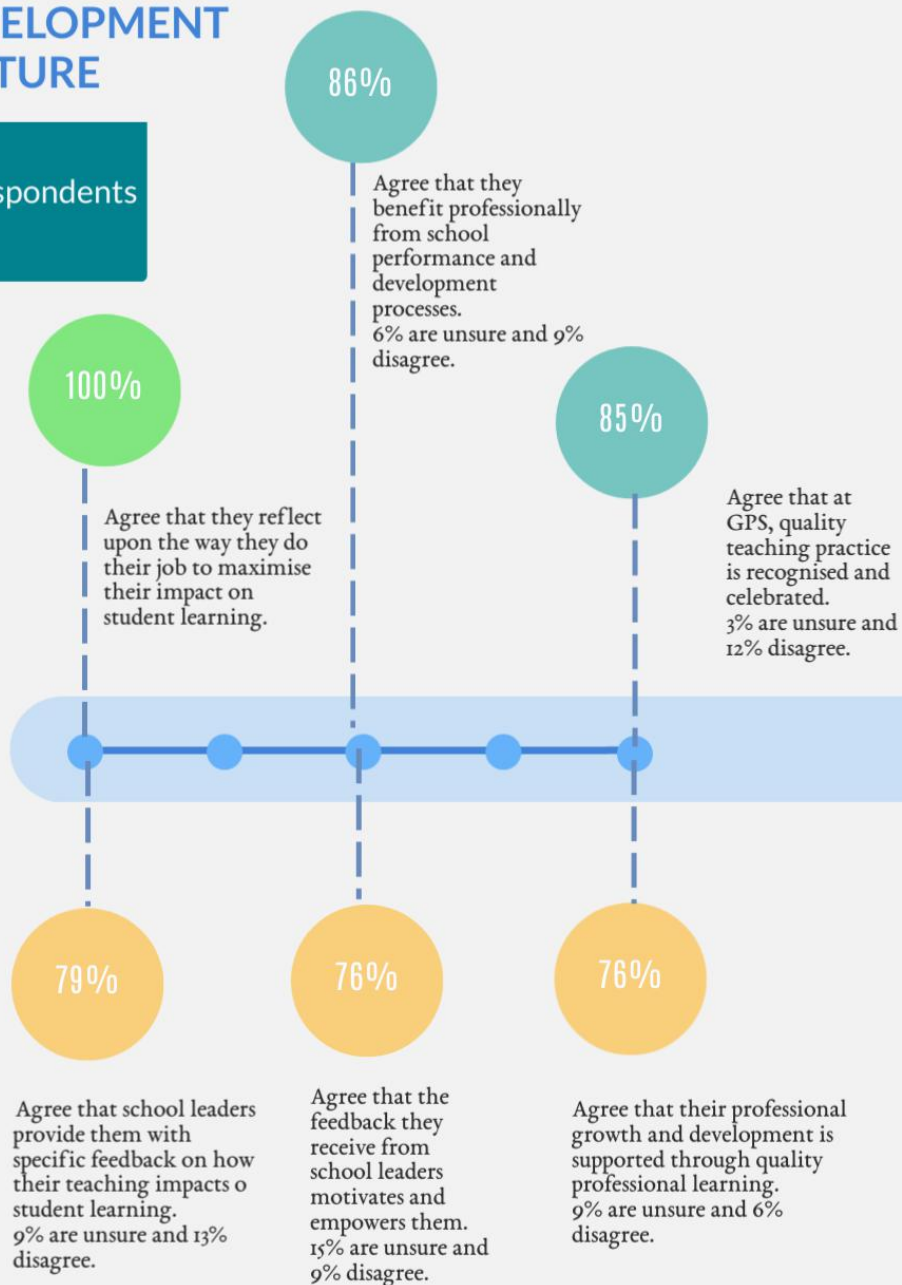 ELOPMENT
TURE
spondents
86%
Agree that they
benefit professionally
from school
performance and
development
processes.
6% are unsure and 9%
disagree.
100%
Agree that they reflect
upon the way they do
their job to maximise
their impact on
student learning.
85%
Agree that at
GPS, quality
teaching practice
is recognised and
celebrated.
3% are unsure and
12% disagree.
79%
Agree that school leaders
provide them with
specific feedback on how
their teaching impacts o
student learning.
9% are unsure and 13%
disagree.
76%
Agree that the
feedback they
receive from
school leaders
motivates and
empowers them.
15% are unsure and
9% disagree.
76%
Agree that their professional
growth and development is
supported through quality
professional learning.
9% are unsure and 6%
disagree.